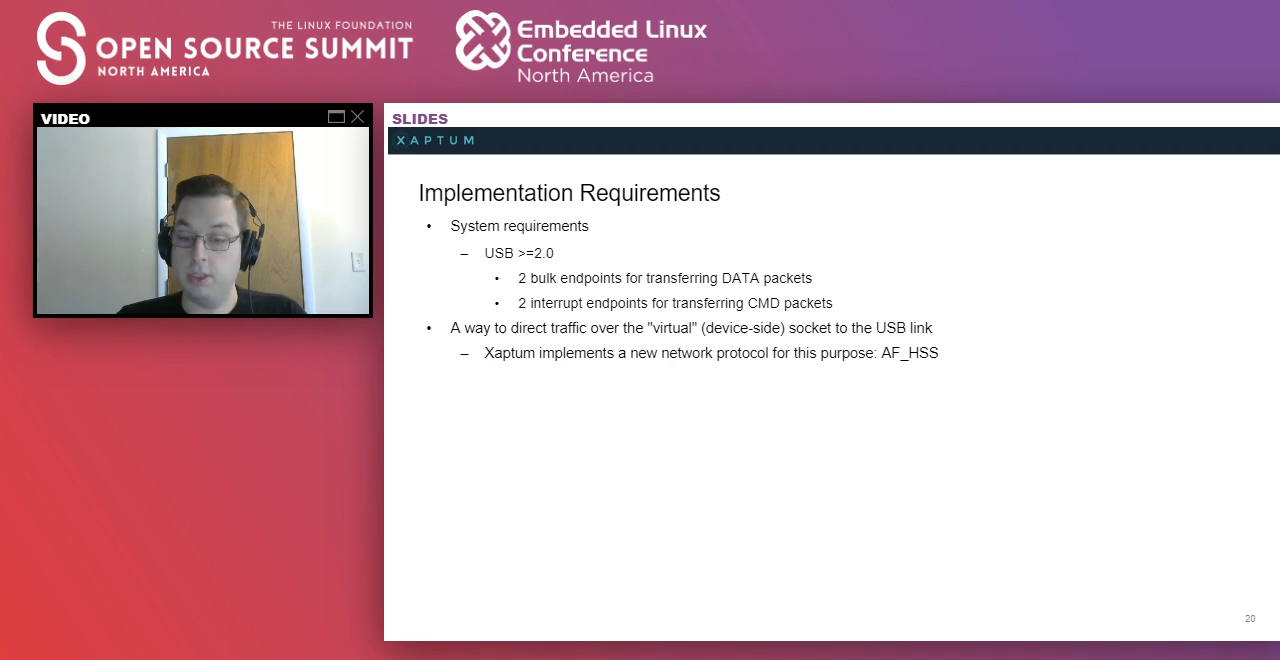 THE LINUX FOUNDATION
OPEN SOURCE SUMMIT
NORTH AMERICA
Embedded Linux
Conference
North America
VIDEO
SLIDES
XAPTUM
Implementation Requirements
• System requirements
– USB >=2.0
• 2 bulk endpoints for transferring DATA packets
• 2 interrupt endpoints for transferring CMD packets
• A way to direct traffic over the "virtual" (device-side) socket to the USB link
– Xaptum implements a new network protocol for this purpose: AF_HSS
20